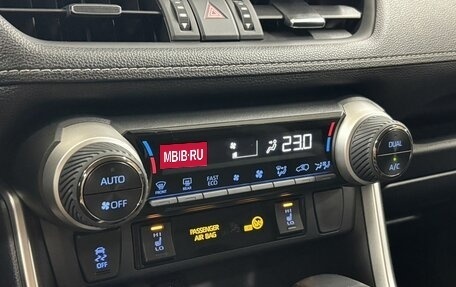 MBIB.RU
23.0
AUTO
OFF
FRONT
REAR
FAST
ECO
DUAL
A/C
HI
LO
HI
LO
PASSENGER
AIR BAG
OFF